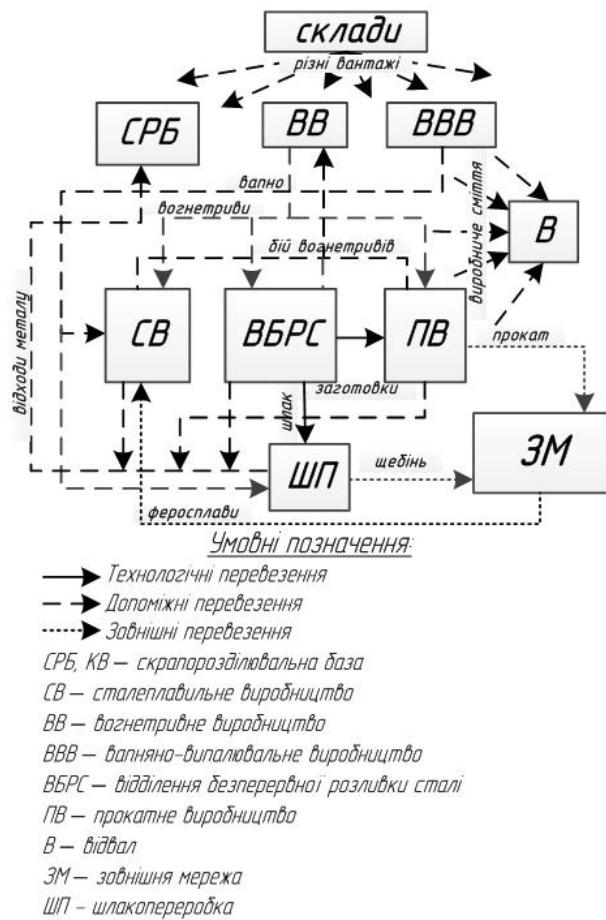 склади
різні вантажі
СРБ
ВВ
ВВВ
вапно
вогнетриви
виробниче сміття
В
бій вогнетривів
відходи металу
СВ
ВБРС
ПВ
прокат
заготовки
шлак
ШП
щебінь
ЗМ
феросплави
Умовні позначення:
Технологічні перевезення
Допоміжні перевезення
Зовнішні перевезення
СРБ, КВ – скрапорозділювальна база
СВ – сталеплавильне виробництво
ВВ – вогнетривне виробництво
ВВВ – вапняно-випалювальне виробництво
ВБРС – відділення безперервної розливки сталі
ПВ – прокатне виробництво
В – відвал
ЗМ – зовнішня мережа
ШП - шлакопереробка